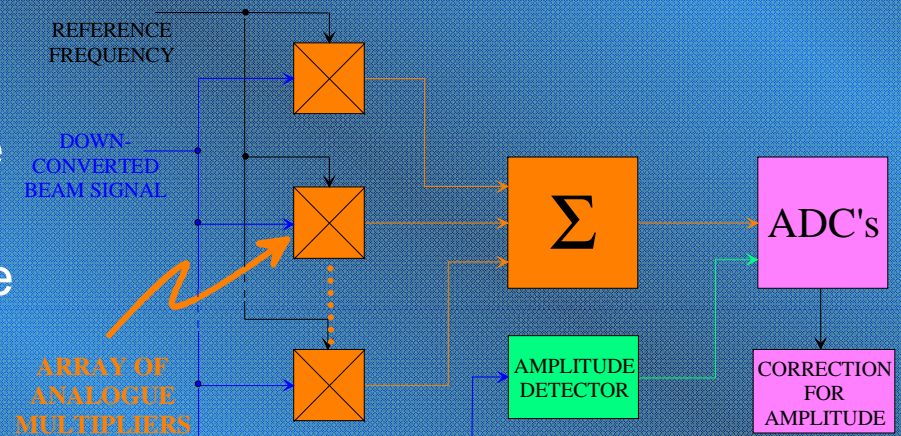 REFERENCE
FREQUENCY
DOWN-
CONVERTED
BEAM SIGNAL
e
e
ARRAY OF
ANALOGUE
MULTIPLIERS
Σ
ADC's
AMPLITUDE
DETECTOR
CORRECTION
FOR
AMPLITUDE